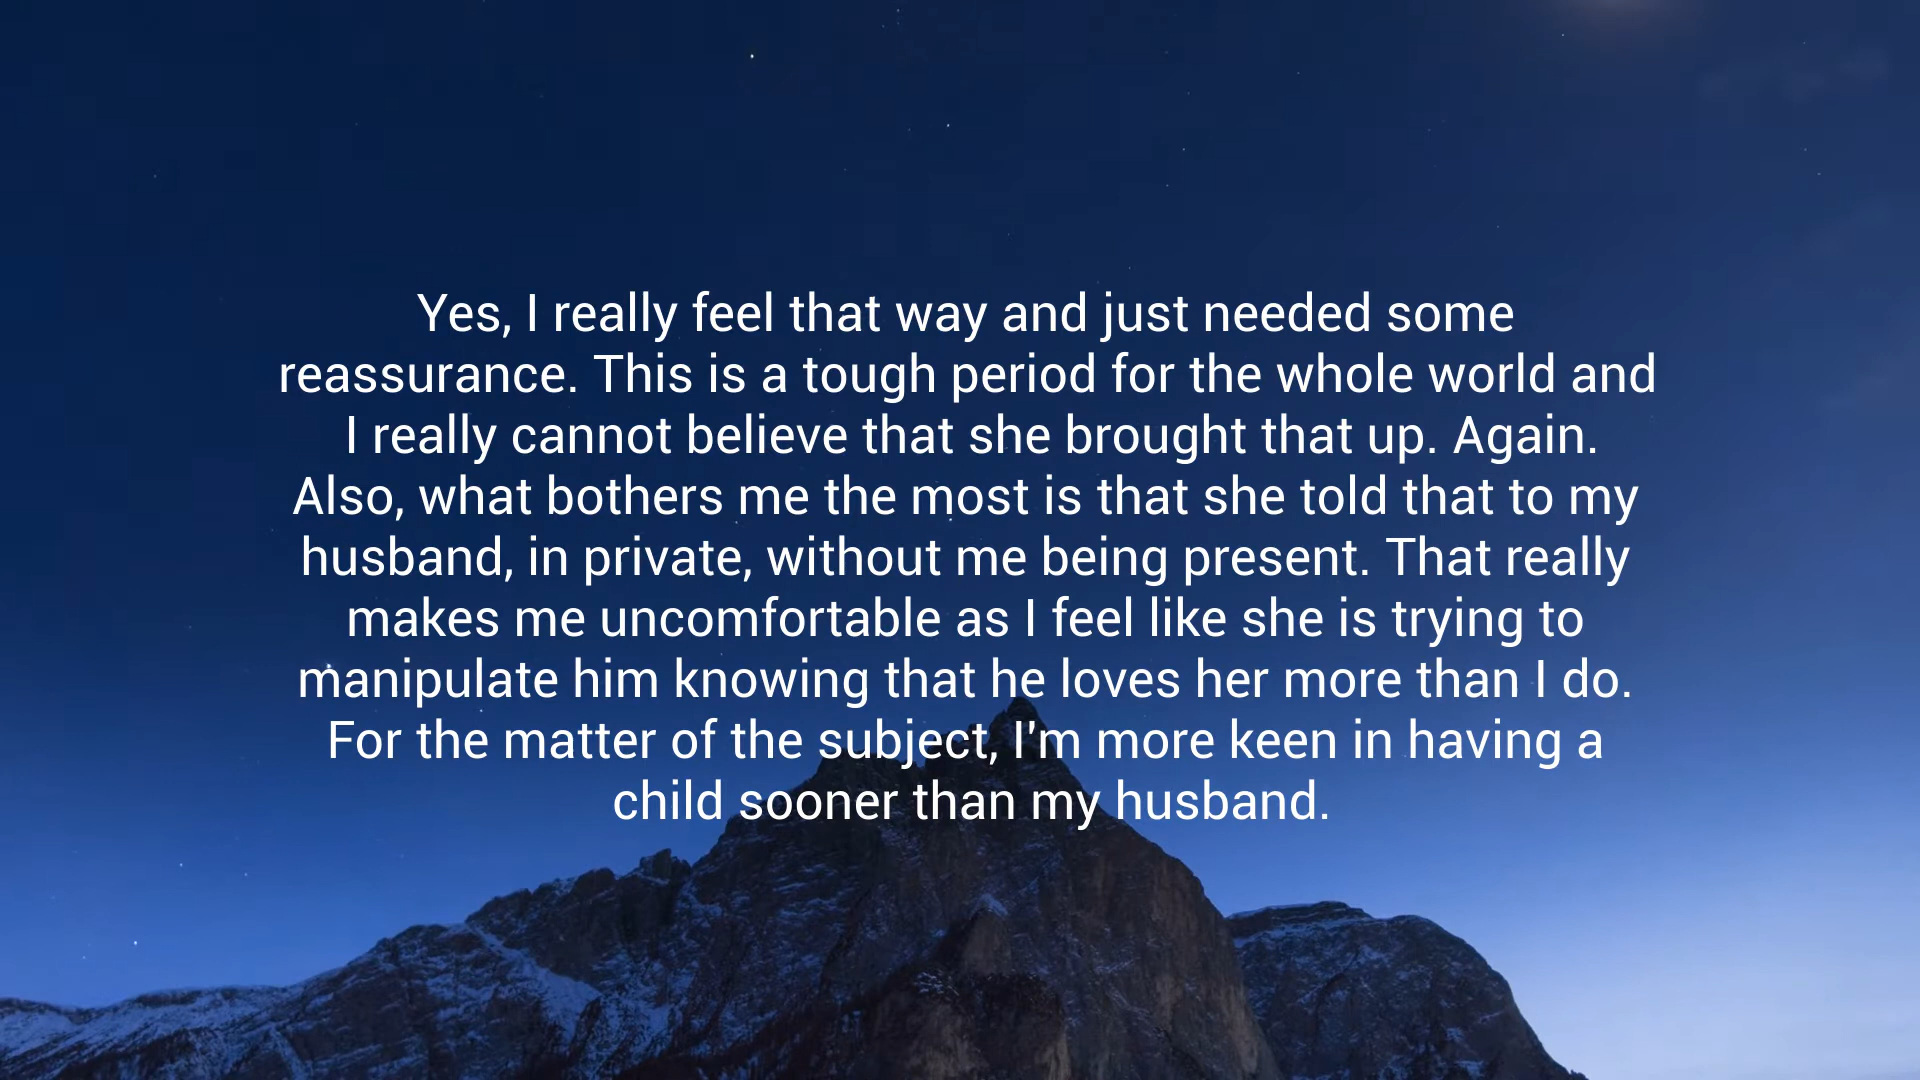 Yes, I really feel that way and just needed some
reassurance. This is a tough period for the whole world and
I really cannot believe that she brought that up. Again.
Also, what bothers me the most is that she told that to my
husband, in private, without me being present. That really
makes me uncomfortable as I feel like she is trying to
manipulate him knowing that he loves her more than I do.
For the matter of the subject, I'm more keen in having a
child sooner than my husband.